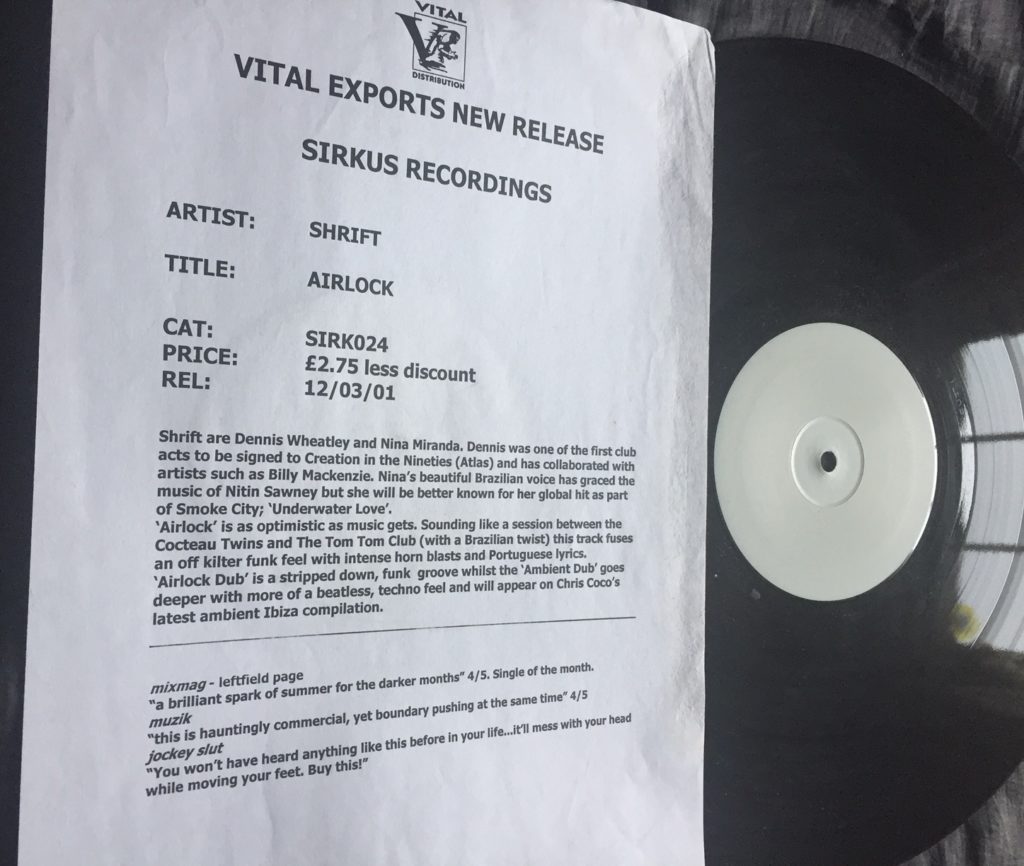 VITAL
DISTRIBUTION
VITAL EXPORTS NEW RELEASE
SIRKUS RECORDINGS
ARTIST: SHRIFT
TITLE: AIRLOCK
CAT: SIRK024
PRICE: £2.75 less discount
REL: 12/03/01
Shrift are Dennis Wheatley and Nina Miranda. Dennis was one of the first club
acts to be signed to Creation in the Nineties (Atlas) and has collaborated with
artists such as Billy Mackenzie. Nina's beautiful Brazilian voice has graced the
music of Nitin Sawney but she will be better known for her global hit as part
of Smoke City; 'Underwater Love'.
'Airlock' is as optimistic as music gets. Sounding like a session between the
Cocteau Twins and The Tom Tom Club (with a Brazilian twist) this track fuses
an off kilter funk feel with intense horn blasts and Portuguese lyrics.
'Airlock Dub' is a stripped down, funk groove whilst the 'Ambient Dub' goes
deeper with more of a beatless, techno feel and will appear on Chris Coco's
latest ambient Ibiza compilation.
mixmag - leftfield page
"a brilliant spark of summer for the darker months" 4/5. Single of the month.
muzik
"this is hauntingly commercial, yet boundary pushing at the same time" 4/5
jockey slut
"You won't have heard anything like this before in your life...it'll mess with your head
while moving your feet. Buy this!"